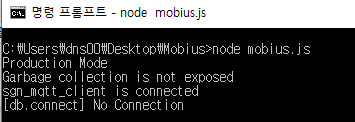 명령 프롬프트 - node  mobius.js
C:\Users\dns00\Desktop\Mobius>node mobius.js
Production Mode
Garbage collection is not exposed
sgn_mqtt_client is connected
[db.connect] No Connection